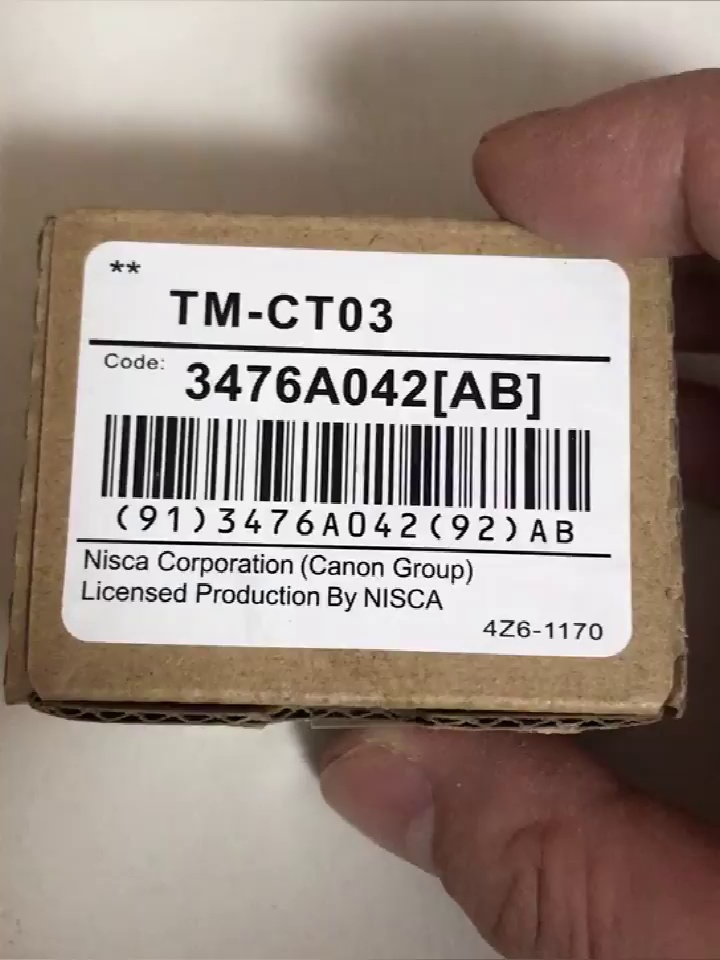 **
TM-CT03
Code: 3476A042[AB]
(91)3476A042(92)AB
Nisca Corporation (Canon Group)
Licensed Production By NISCA
4Z6-1170